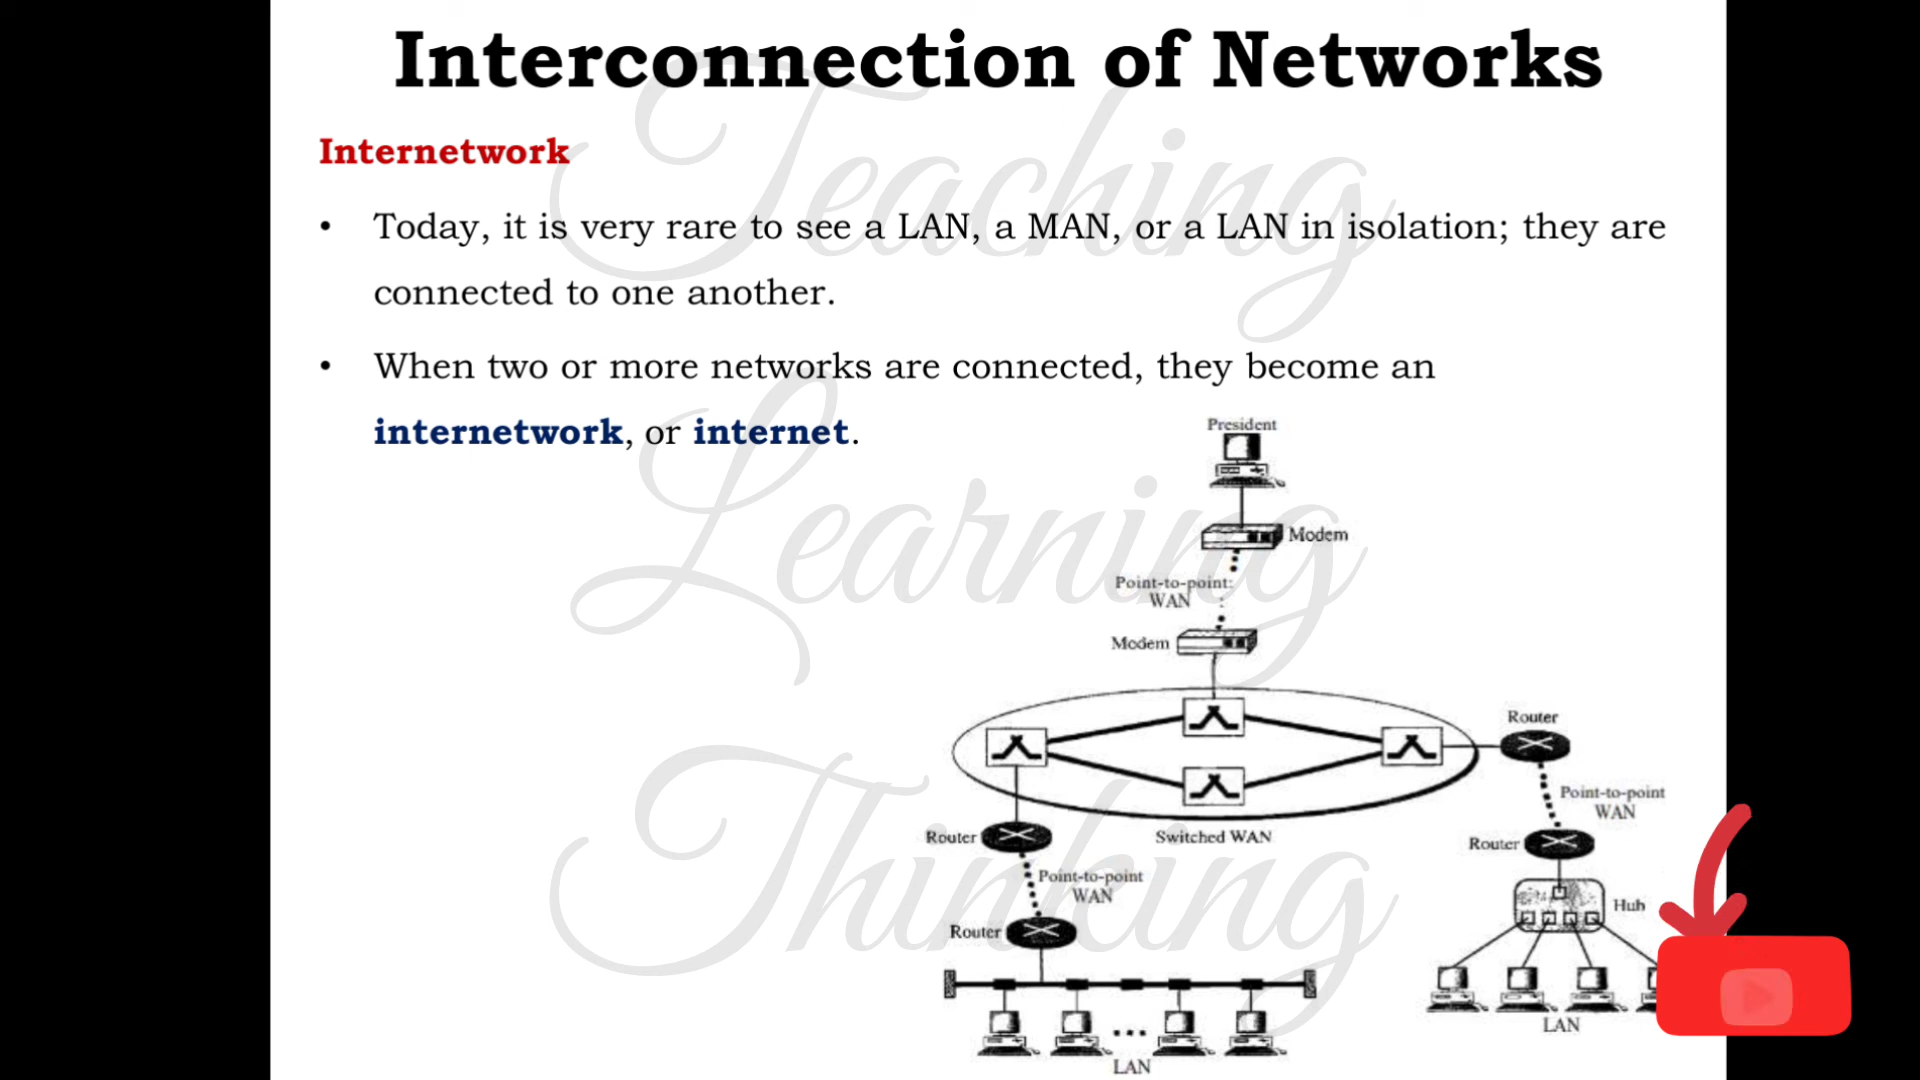 Interconnection of Networks
Internetwork
• Today, it is very rare to see a LAN, a MAN, or a LAN in isolation; they are
connected to one another.
• When two or more networks are connected, they become an
internetwork, or internet.
President
Modem
Point-to-point
WAN
Modem
Router
Point-to-point
WAN
Switched WAN
Router
Router
Point-to-point
WAN
Hub
Router
LAN
LAN
Teaching
Learning
Thinking